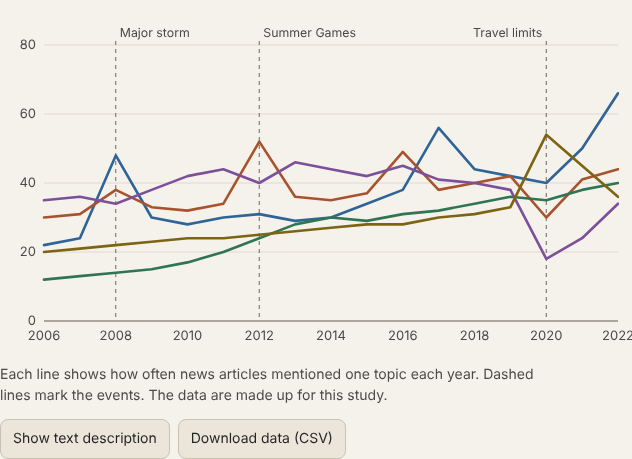 Major storm
Summer Games
Travel limits
80
60
40
20
0
2006 2008 2010 2012 2014 2016 2018 2020 2022
Each line shows how often news articles mentioned one topic each year. Dashed
lines mark the events. The data are made up for this study.
Show text description
Download data (CSV)